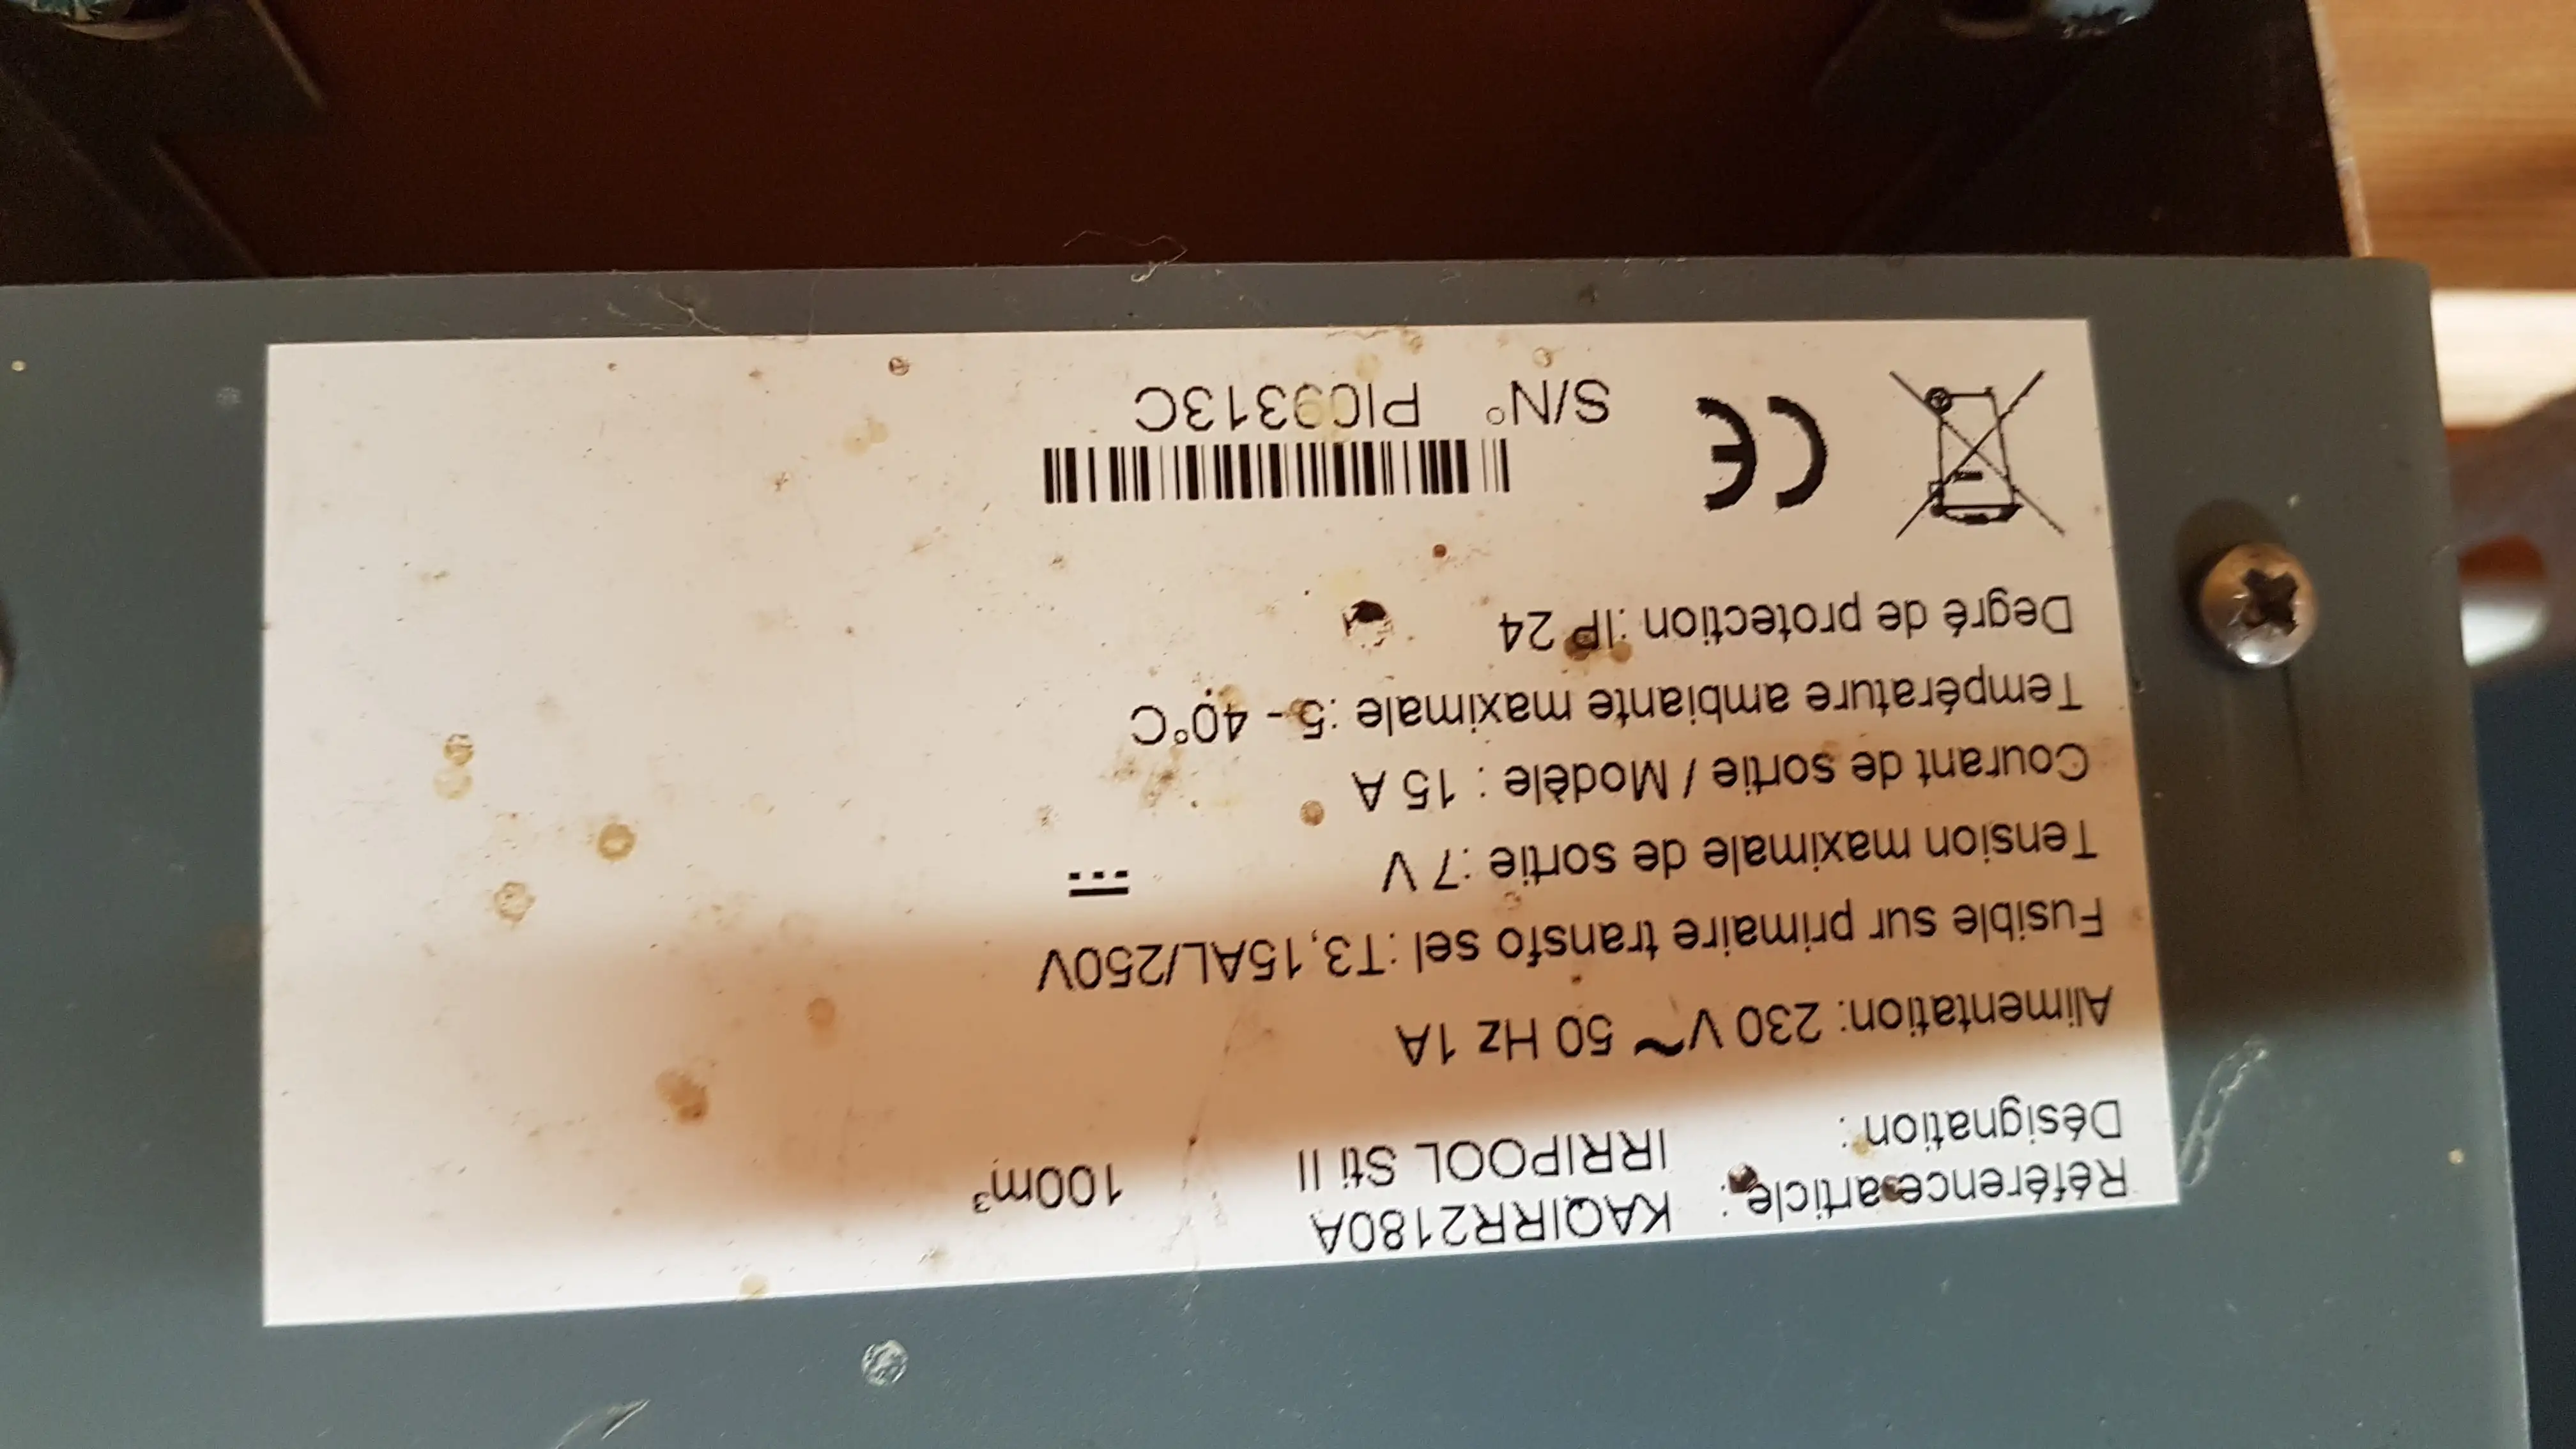 Référence article : KAQIRR2180A
Désignation : IRRIPOOL Sti II 100m³
Alimentation: 230 V~ 50 Hz 1A
Fusible sur primaire transfo sel : T3,15AL/250V
Tension maximale de sortie : 7 V ⎓
Courant de sortie / Modèle : 15 A
Température ambiante maximale : 5 - 40°C
Degré de protection : IP 24
CE
S/N° PI09313C